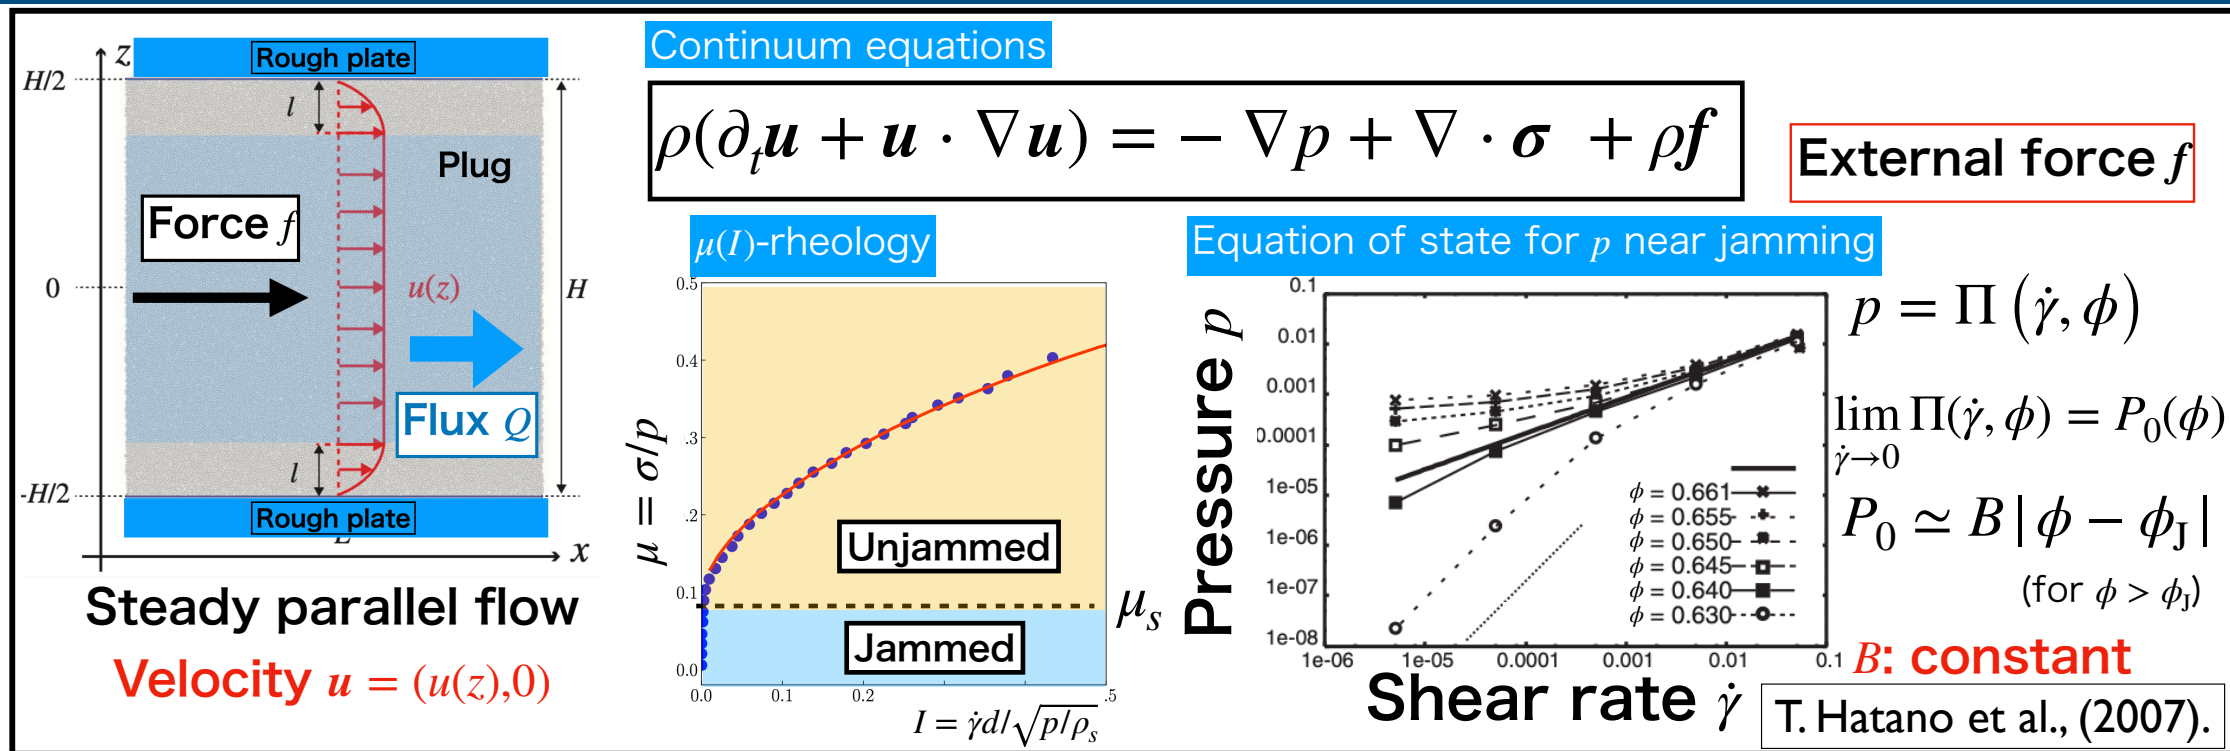 z
Rough plate
H/2
l
Plug
Force f
0
u(z)
H
Flux Q
l
-H/2
Rough plate
x
Steady parallel flow
Velocity u = (u(z),0)
Continuum equations
ρ(∂ₜu + u · ∇u) = − ∇p + ∇ · σ + ρf
External force f
μ(I)-rheology
0.5
0.4
.3
.2
0.1
0.0
μ = σ/p
Unjammed
μₛ
Jammed
0.0 0.1 0.2 .5
I = γ̇d/√p/ρₛ
Equation of state for p near jamming
Pressure p
0.1
0.01
0.001
0.0001
1e-05
1e-06
1e-07
1e-08
ϕ = 0.661
ϕ = 0.655
ϕ = 0.650
ϕ = 0.645
ϕ = 0.640
ϕ = 0.630
1e-06 1e-05 0.0001 0.001 0.01 0.1
Shear rate γ̇
p = Π (γ̇, ϕ)
lim Π(γ̇, ϕ) = P₀(ϕ)
γ̇→0
P₀ ≃ B | ϕ − ϕJ |
(for ϕ > ϕJ)
B: constant
T. Hatano et al., (2007).